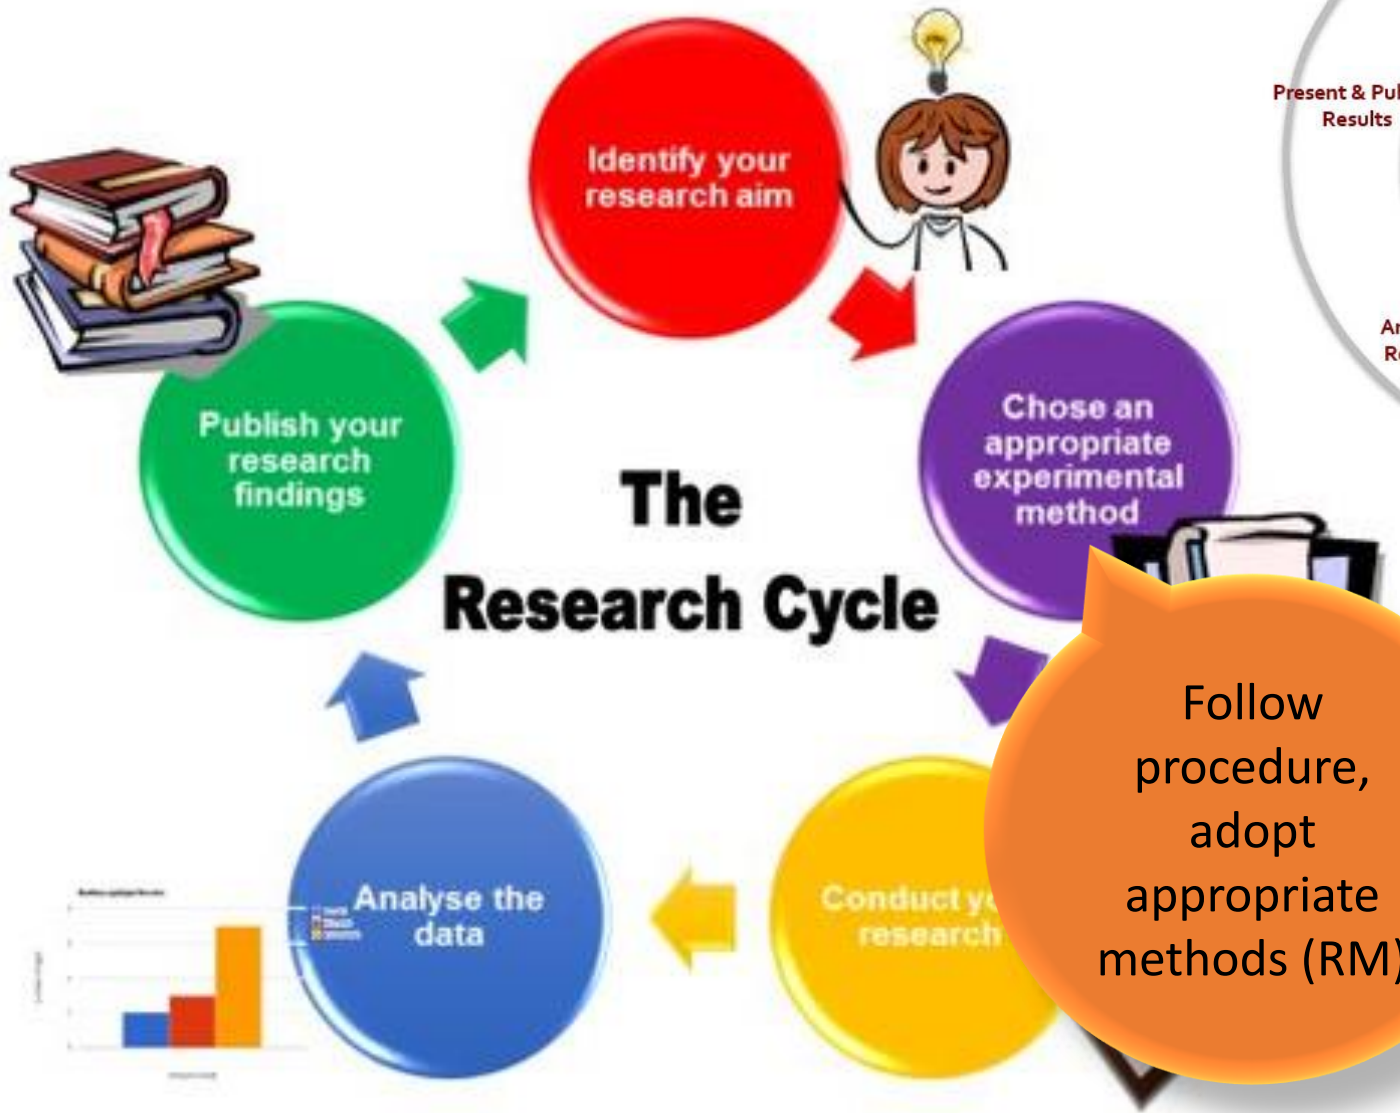 Identify your
research aim
Present & Pu
Results
Chose an
appropriate
experimental
method
Publish your
research
findings
The
Research Cycle
Follow
procedure,
adopt
appropriate
methods (RM)
Conduct
research
Analyse the
data